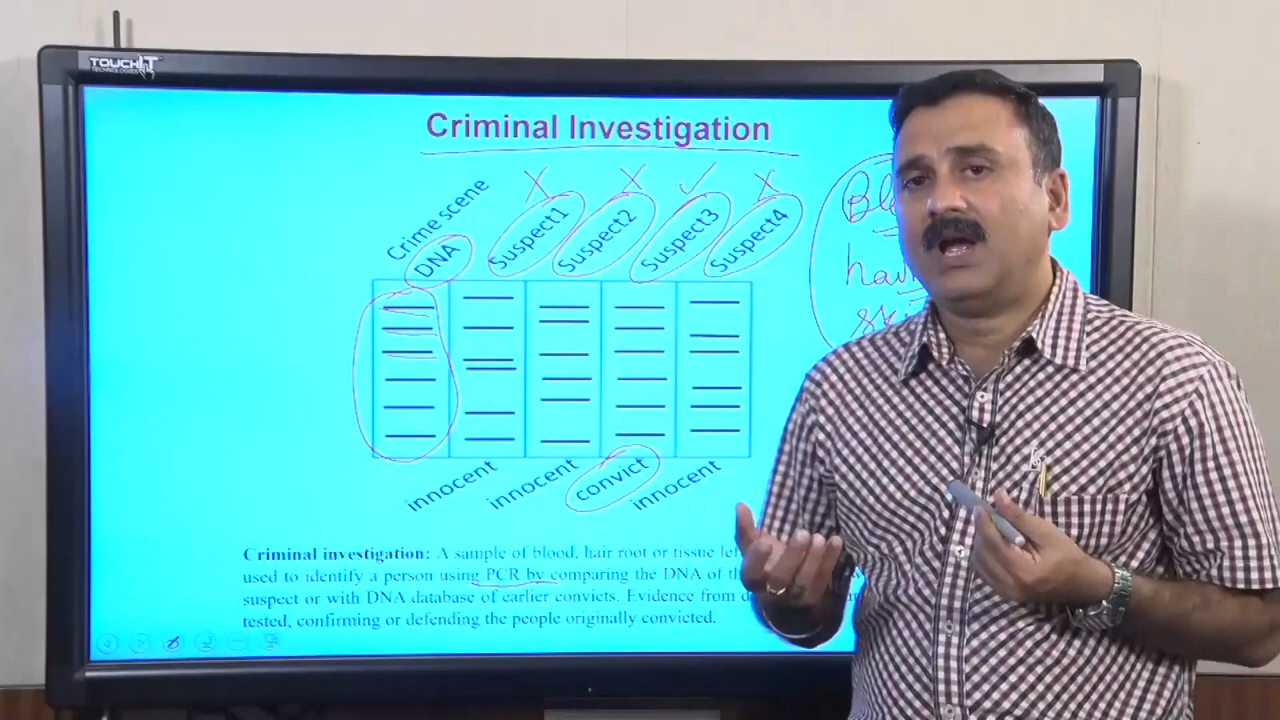 TOUCHIT
TECHNOLOGIES
Criminal Investigation
Crime scene
DNA
Suspect1
Suspect2
Suspect3
Suspect4
innocent
innocent
convict
innocent
Criminal investigation: A sample of blood, hair root or tissue
used to identify a person using PCR by comparing the DNA of
suspect or with DNA database of earlier convicts. Evidence from
tested, confirming or defending the people originally convicted.